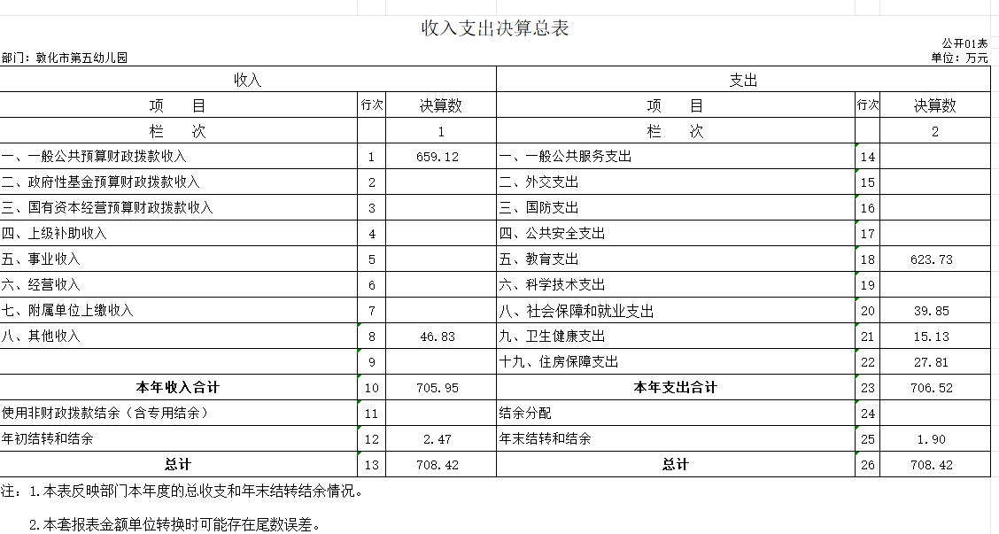 收入支出决算总表
公开01表
部门：敦化市第五幼儿园 单位：万元
收入 支出
项 目 行次 决算数 项 目 行次 决算数
栏 次 1 栏 次 2
一、一般公共预算财政拨款收入 1 659.12 一、一般公共服务支出 14
二、政府性基金预算财政拨款收入 2 二、外交支出 15
三、国有资本经营预算财政拨款收入 3 三、国防支出 16
四、上级补助收入 4 四、公共安全支出 17
五、事业收入 5 五、教育支出 18 623.73
六、经营收入 6 六、科学技术支出 19
七、附属单位上缴收入 7 八、社会保障和就业支出 20 39.85
八、其他收入 8 46.83 九、卫生健康支出 21 15.13
9 十九、住房保障支出 22 27.81
本年收入合计 10 705.95 本年支出合计 23 706.52
使用非财政拨款结余（含专用结余） 11 结余分配 24
年初结转和结余 12 2.47 年末结转和结余 25 1.90
总计 13 708.42 总计 26 708.42
注：1.本表反映部门本年度的总收支和年末结转结余情况。
2.本套报表金额单位转换时可能存在尾数误差。